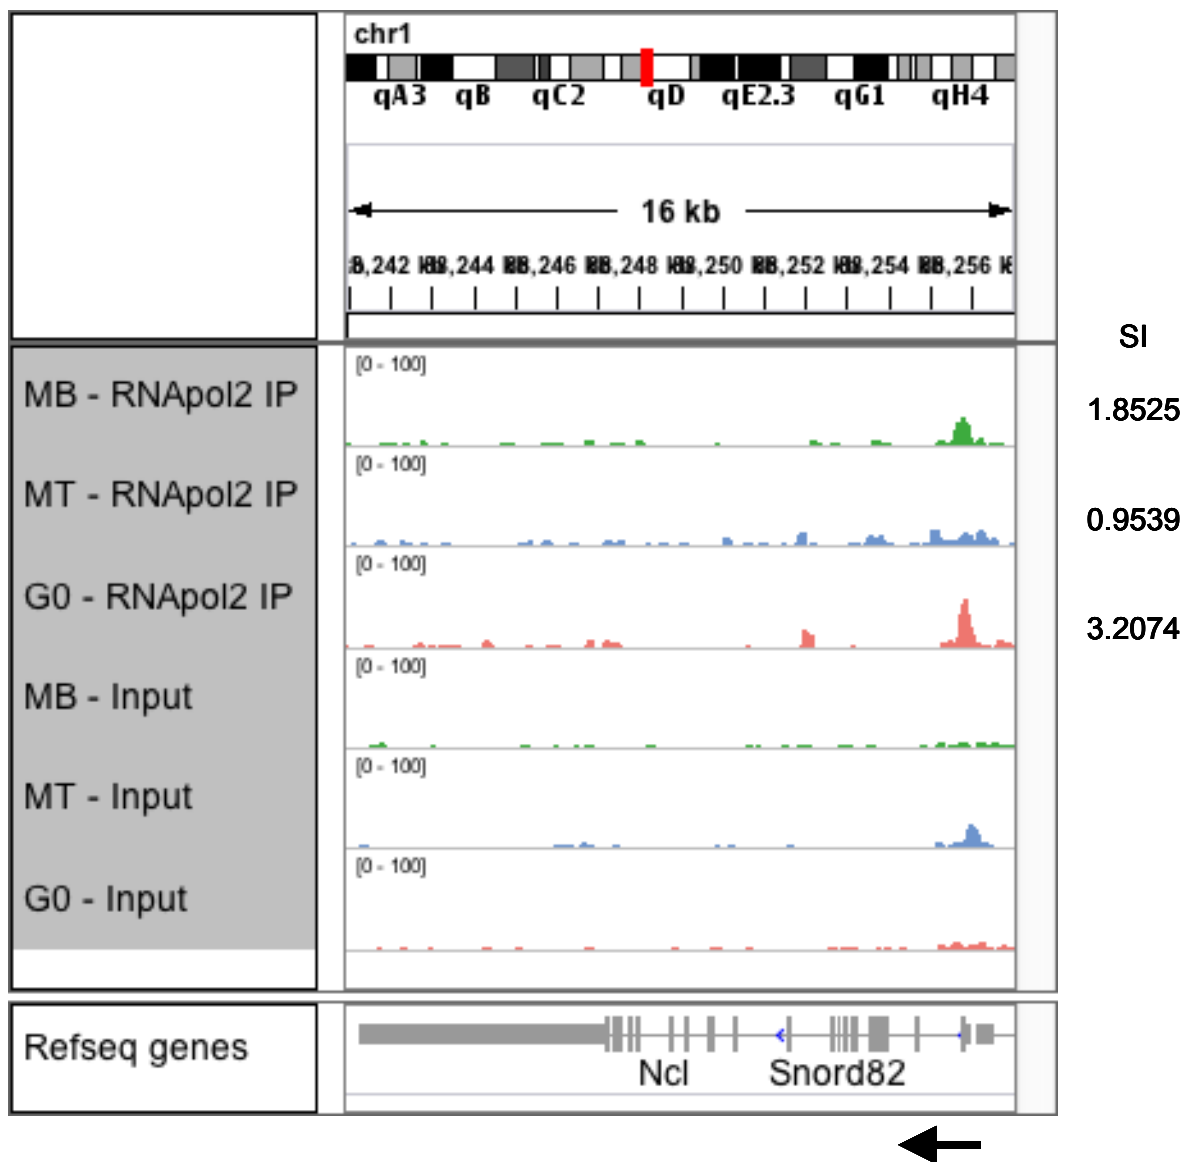 chr1
qA3 qB qC2 qD qE2.3 qG1 qH4
16 kb
SI
[0 - 100]
MB - RNApol2 IP
1.8525
[0 - 100]
MT - RNApol2 IP
0.9539
[0 - 100]
G0 - RNApol2 IP
3.2074
[0 - 100]
MB - Input
[0 - 100]
MT - Input
[0 - 100]
G0 - Input
Refseq genes
Ncl Snord82